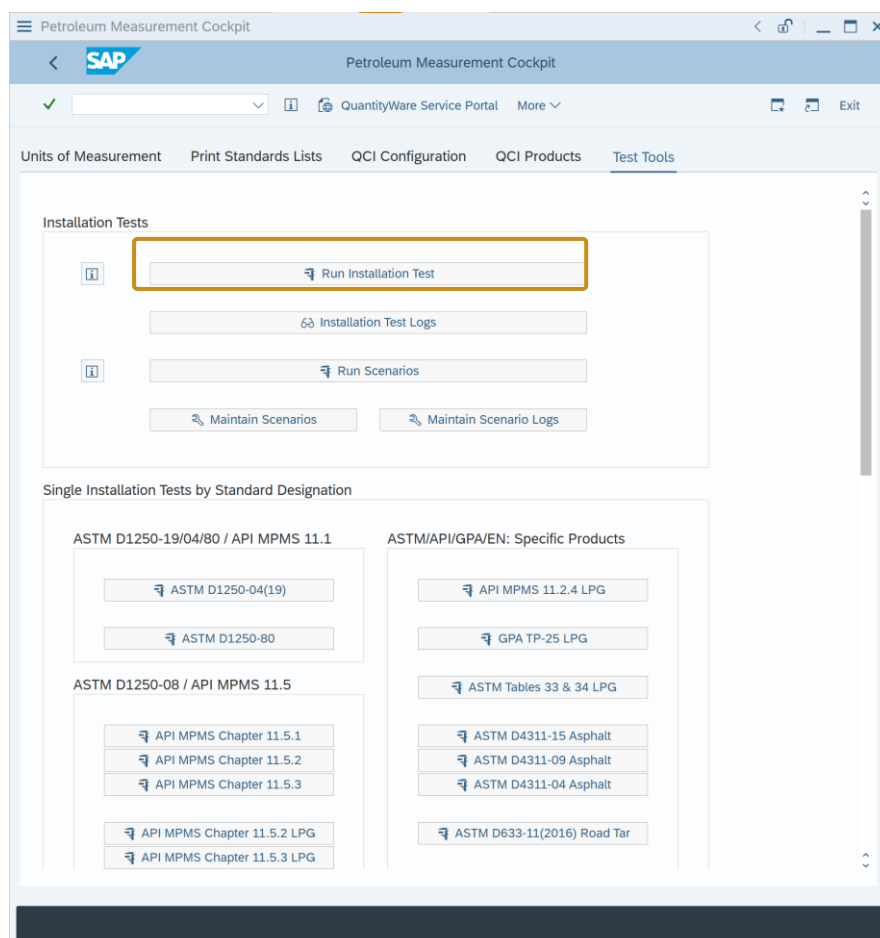 Petroleum Measurement Cockpit
SAP
Petroleum Measurement Cockpit
QuantityWare Service Portal
More
Exit
Units of Measurement
Print Standards Lists
QCI Configuration
QCI Products
Test Tools
Installation Tests
Run Installation Test
Installation Test Logs
Run Scenarios
Maintain Scenarios
Maintain Scenario Logs
Single Installation Tests by Standard Designation
ASTM D1250-19/04/80 / API MPMS 11.1
ASTM D1250-04(19)
ASTM D1250-80
ASTM D1250-08 / API MPMS 11.5
API MPMS Chapter 11.5.1
API MPMS Chapter 11.5.2
API MPMS Chapter 11.5.3
API MPMS Chapter 11.5.2 LPG
API MPMS Chapter 11.5.3 LPG
ASTM/API/GPA/EN: Specific Products
API MPMS 11.2.4 LPG
GPA TP-25 LPG
ASTM Tables 33 & 34 LPG
ASTM D4311-15 Asphalt
ASTM D4311-09 Asphalt
ASTM D4311-04 Asphalt
ASTM D633-11(2016) Road Tar